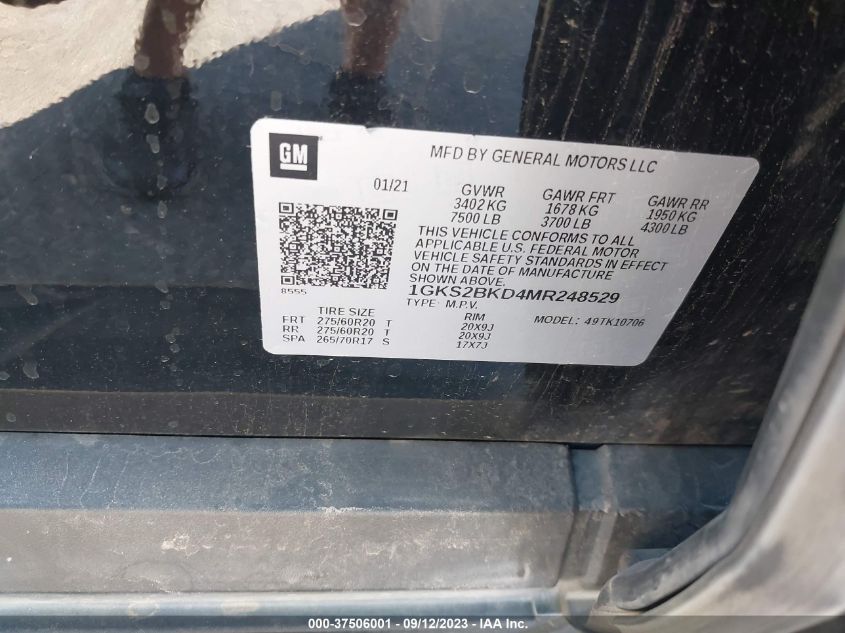 GM
MFD BY GENERAL MOTORS LLC
01/21
GVWR GAWR FRT GAWR RR
3402 KG 1678 KG 1950 KG
7500 LB 3700 LB 4300 LB
THIS VEHICLE CONFORMS TO ALL
APPLICABLE U.S. FEDERAL MOTOR
VEHICLE SAFETY STANDARDS IN EFFECT
ON THE DATE OF MANUFACTURE
SHOWN ABOVE.
8555
1GKS2BKD4MR248529
TYPE: M.P.V.
TIRE SIZE RIM MODEL: 49TK10706
FRT 275/60R20 T 20X9J
RR 275/60R20 T 20X9J
SPA 265/70R17 S 17X7J
000-37506001 - 09/12/2023 - IAA Inc.